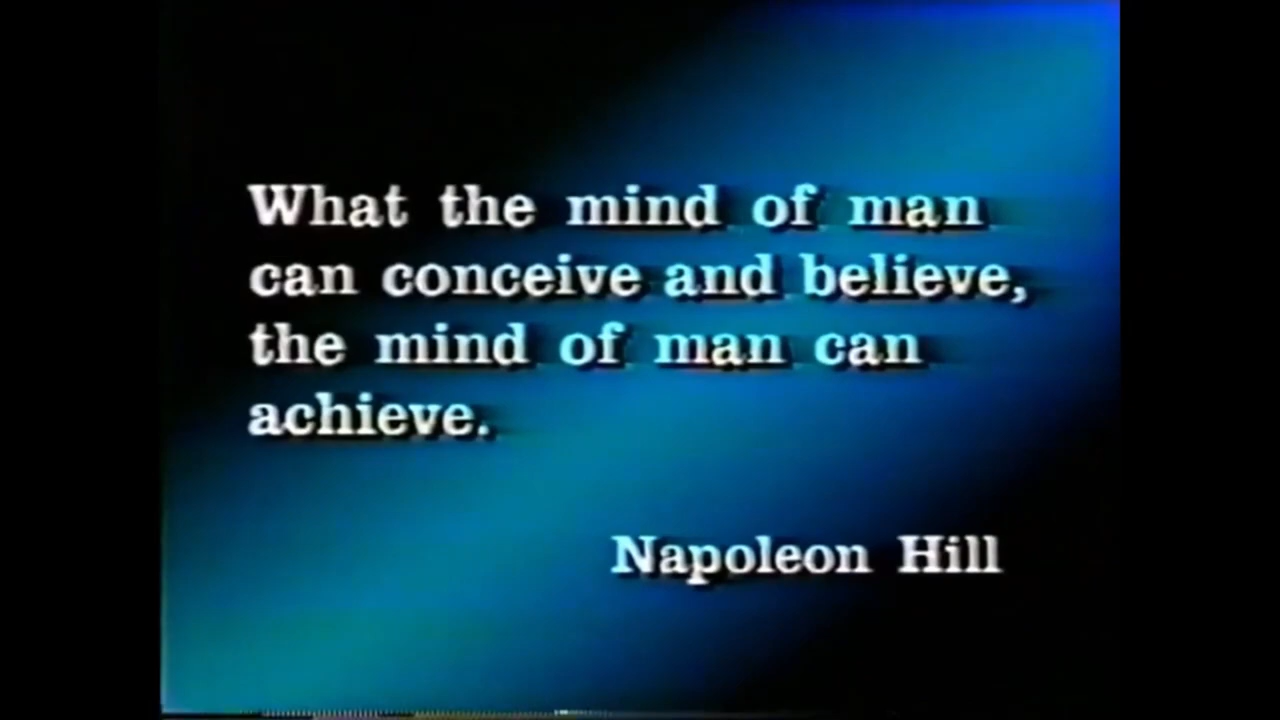 What the mind of man
can conceive and believe,
the mind of man can
achieve.
Napoleon Hill